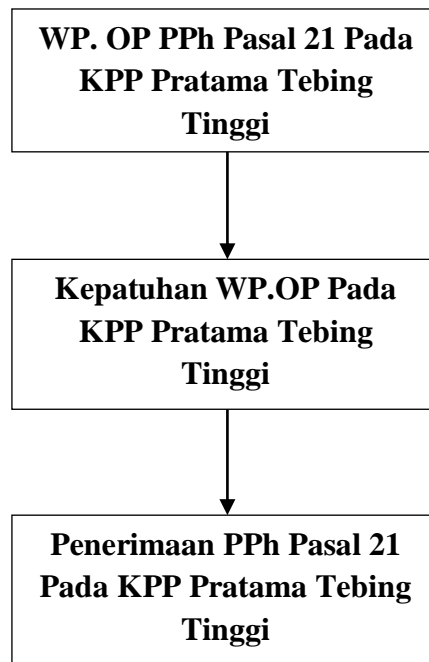 WP. OP PPh Pasal 21 Pada
KPP Pratama Tebing
Tinggi
Kepatuhan WP.OP Pada
KPP Pratama Tebing
Tinggi
Penerimaan PPh Pasal 21
Pada KPP Pratama Tebing
Tinggi